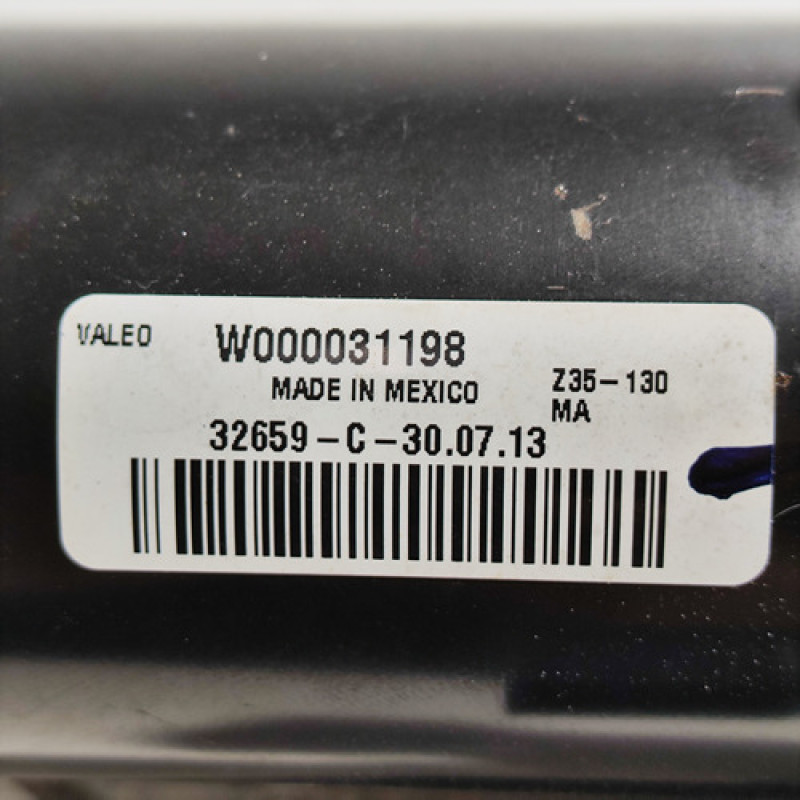 VALEO W000031198
MADE IN MEXICO Z35-130
MA
32659-C-30.07.13